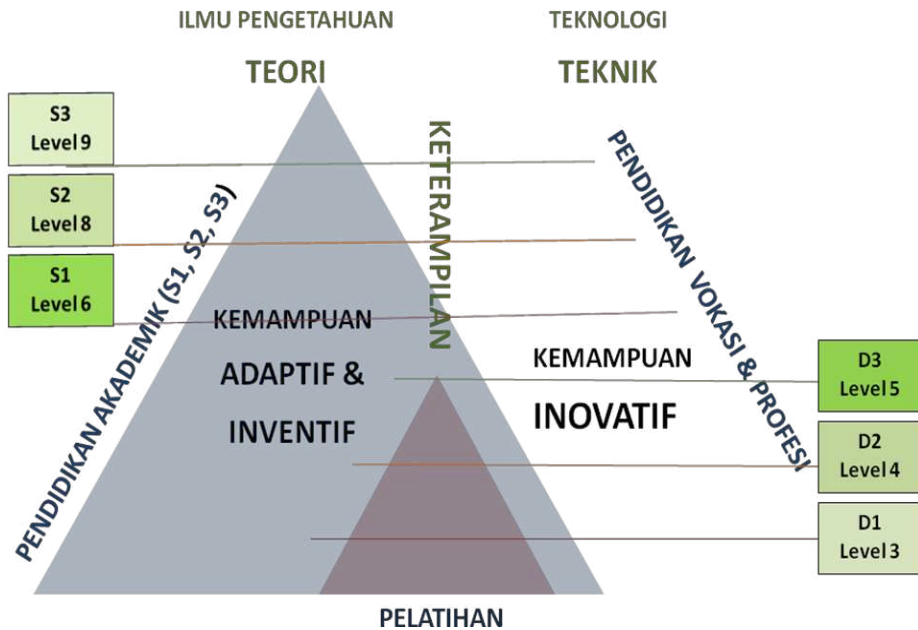 ILMU PENGETAHUAN
TEKNOLOGI
TEORI
TEKNIK
S3
Level 9
S2
Level 8
S1
Level 6
PENDIDIKAN AKADEMIK (S1, S2, S3)
KETERAMPILAN
PENDIDIKAN VOKASI & PROFESI
KEMAMPUAN
ADAPTIF &
INVENTIF
KEMAMPUAN
INOVATIF
D3
Level 5
D2
Level 4
D1
Level 3
PELATIHAN